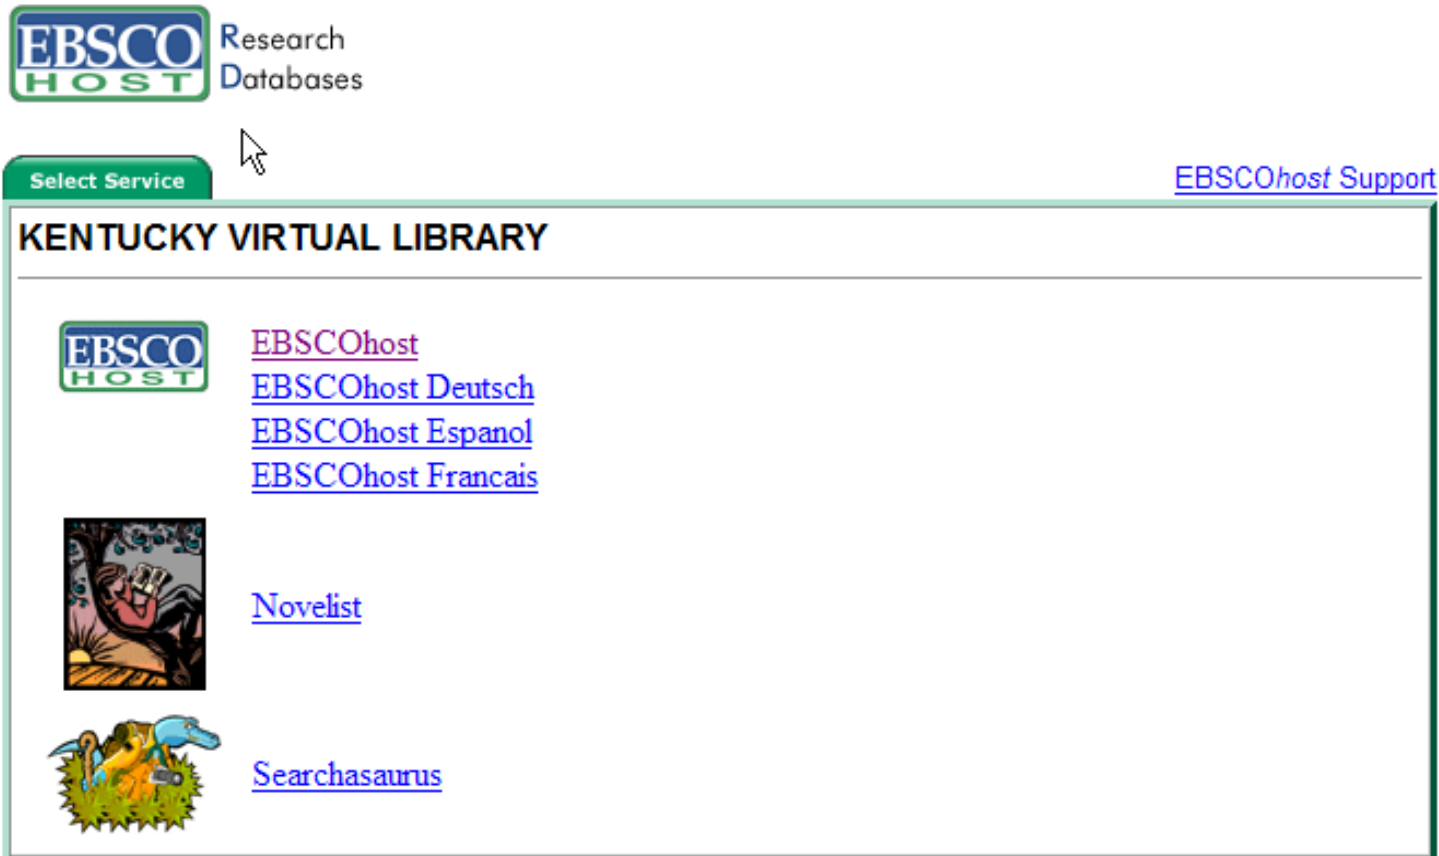 EBSCO
HOST
Research
Databases
Select Service
EBSCOhost Support
KENTUCKY VIRTUAL LIBRARY
EBSCO
HOST
EBSCOhost
EBSCOhost Deutsch
EBSCOhost Espanol
EBSCOhost Francais
Novelist
Searchasaurus